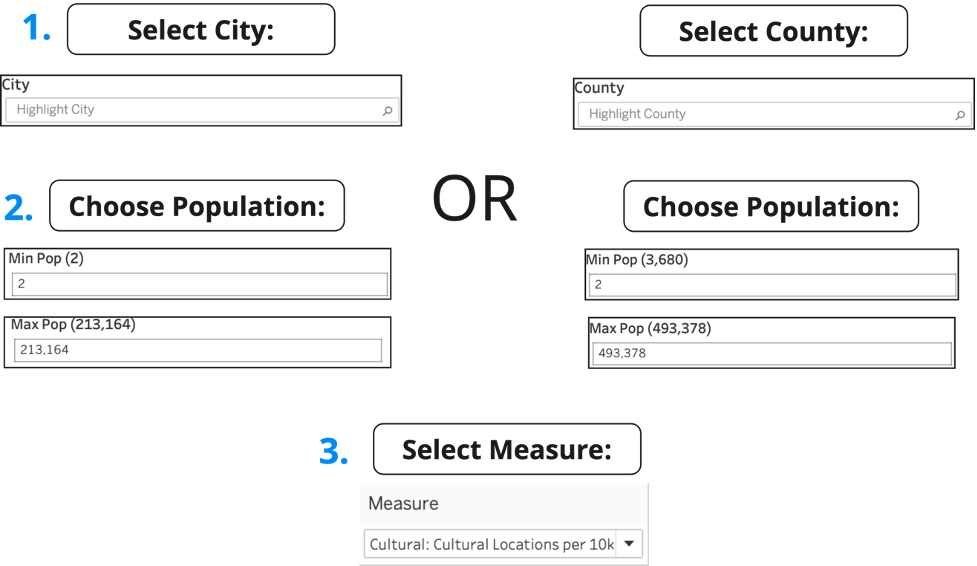 1. Select City:
City
Highlight City
2. Choose Population:
Min Pop (2)
2
Max Pop (213,164)
213,164
OR
Select County:
County
Highlight County
Choose Population:
Min Pop (3,680)
2
Max Pop (493,378)
493,378
3. Select Measure:
Measure
Cultural: Cultural Locations per 10k